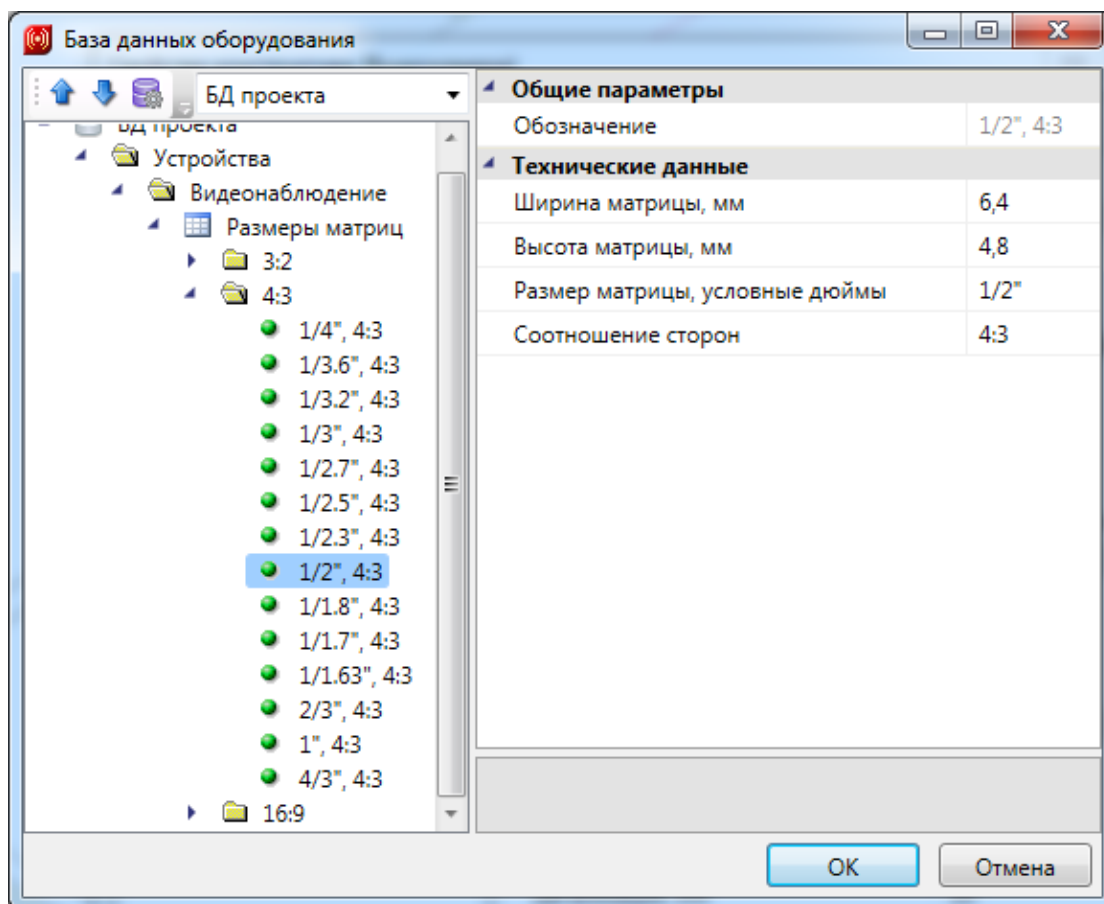 База данных оборудования
БД проекта
БД проекта
Устройства
Видеонаблюдение
Размеры матриц
3:2
4:3
1/4", 4:3
1/3.6", 4:3
1/3.2", 4:3
1/3", 4:3
1/2.7", 4:3
1/2.5", 4:3
1/2.3", 4:3
1/2", 4:3
1/1.8", 4:3
1/1.7", 4:3
1/1.63", 4:3
2/3", 4:3
1", 4:3
4/3", 4:3
16:9
Общие параметры
Обозначение 1/2", 4:3
Технические данные
Ширина матрицы, мм 6,4
Высота матрицы, мм 4,8
Размер матрицы, условные дюймы 1/2"
Соотношение сторон 4:3
ОК Отмена